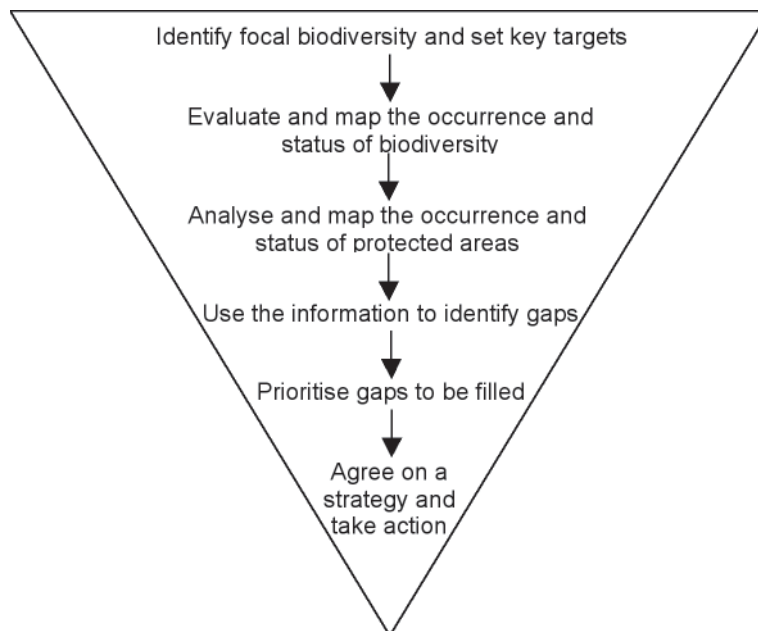 Identify focal biodiversity and set key targets
Evaluate and map the occurrence and
status of biodiversity
Analyse and map the occurrence and
status of protected areas
Use the information to identify gaps
Prioritise gaps to be filled
Agree on a
strategy and
take action